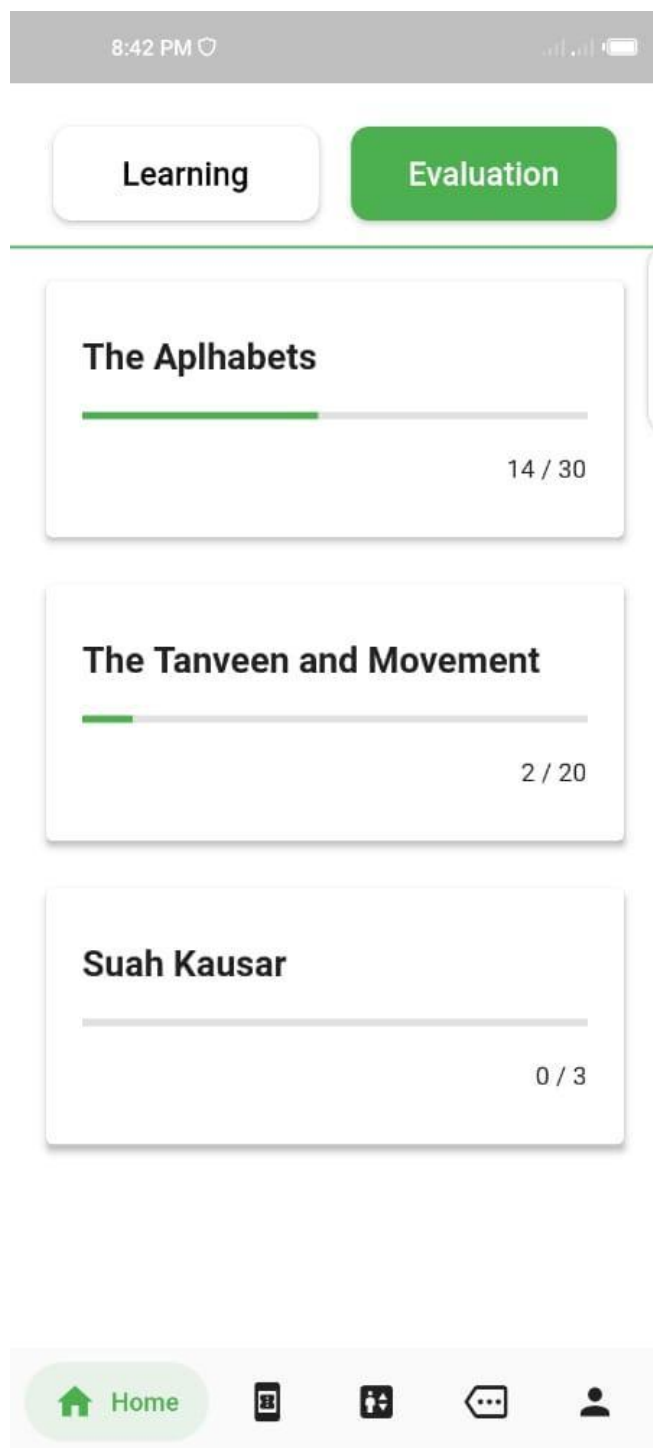 8:42 PM
Learning
Evaluation
The Aplhabets
14 / 30
The Tanveen and Movement
2 / 20
Suah Kausar
0 / 3
Home